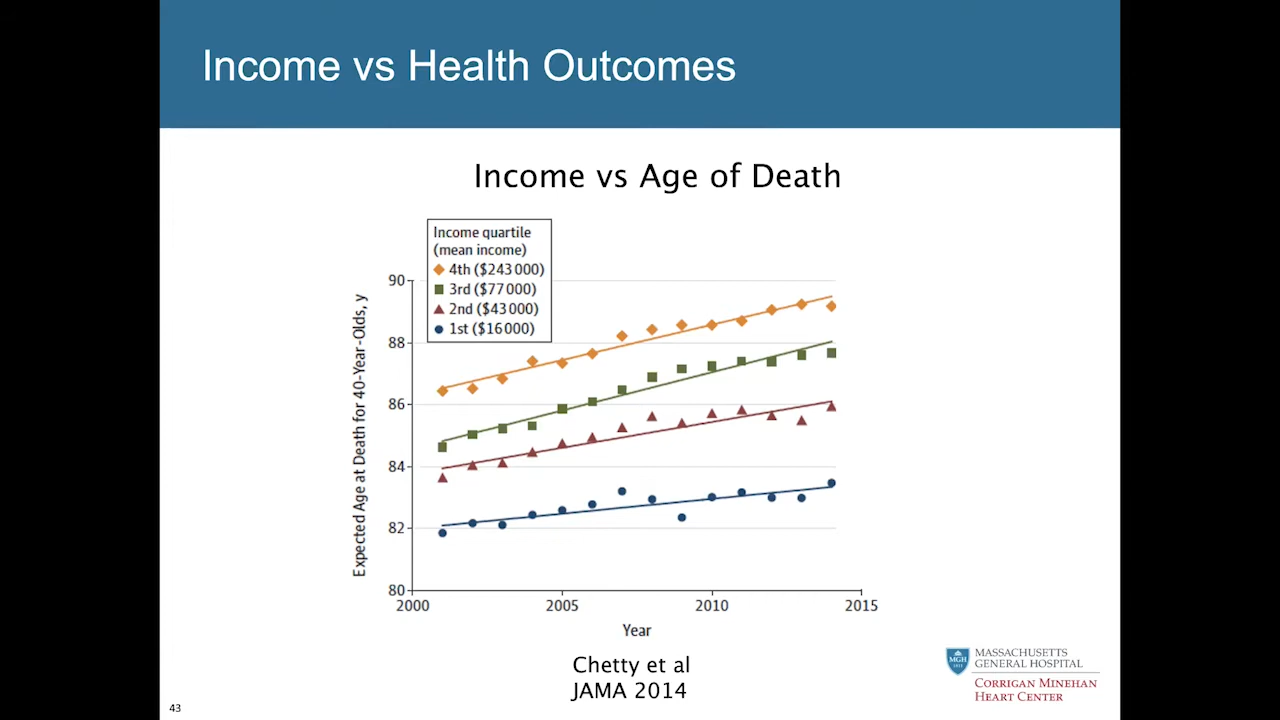 Income vs Health Outcomes
Income vs Age of Death
Income quartile
(mean income)
4th ($243 000)
3rd ($77 000)
2nd ($43 000)
1st ($16 000)
Expected Age at Death for 40-Year-Olds, y
90
88
86
84
82
80
2000
2005
2010
2015
Year
Chetty et al
JAMA 2014
MGH
1811
MASSACHUSETTS
GENERAL HOSPITAL
CORRIGAN MINEHAN
HEART CENTER
43